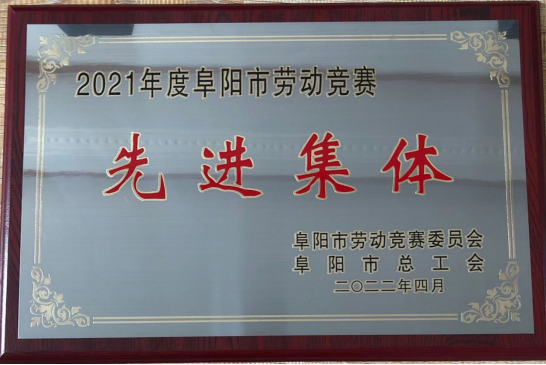 2021年度阜阳市劳动竞赛
先进集体
阜阳市劳动竞赛委员会
阜阳市总工会
二〇二二年四月